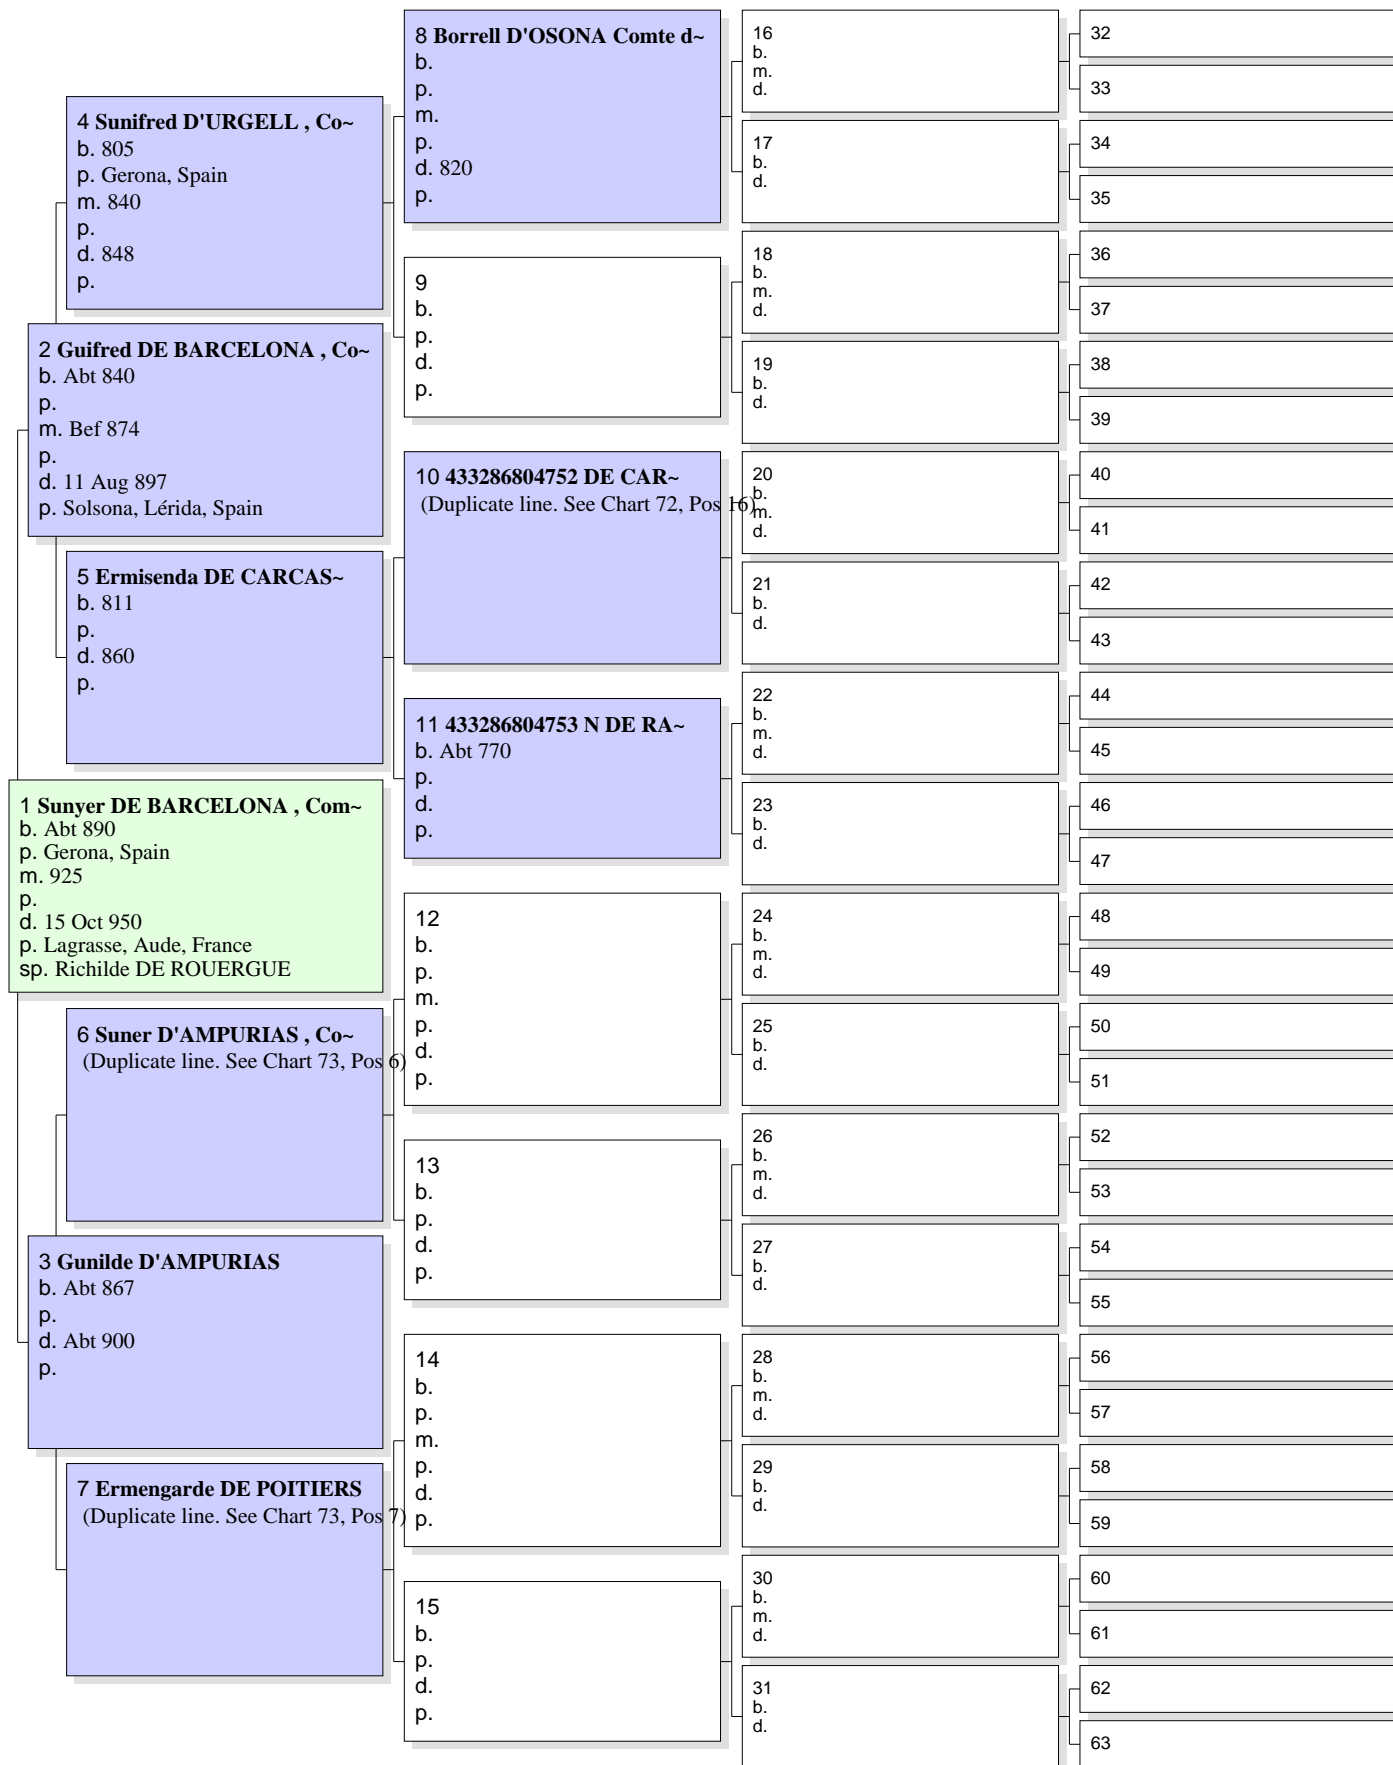 8 Borrell D'OSONA Comte d~
b.
p.
m.
p.
d. 820
p.
4 Sunifred D'URGELL , Co~
b. 805
p. Gerona, Spain
m. 840
p.
d. 848
p.
9
b.
p.
d.
p.
2 Guifred DE BARCELONA , Co~
b. Abt 840
p.
m. Bef 874
p.
d. 11 Aug 897
p. Solsona, Lérida, Spain
10 433286804752 DE CAR~
(Duplicate line. See Chart 72, Pos 16)
5 Ermisenda DE CARCAS~
b. 811
p.
d. 860
p.
11 433286804753 N DE RA~
b. Abt 770
p.
d.
p.
1 Sunyer DE BARCELONA , Com~
b. Abt 890
p. Gerona, Spain
m. 925
p.
d. 15 Oct 950
p. Lagrasse, Aude, France
sp. Richilde DE ROUERGUE
12
b.
p.
m.
p.
d.
p.
6 Suner D'AMPURIAS , Co~
(Duplicate line. See Chart 73, Pos 6)
13
b.
p.
d.
p.
3 Gunilde D'AMPURIAS
b. Abt 867
p.
d. Abt 900
p.
14
b.
p.
m.
p.
d.
p.
7 Ermengarde DE POITIERS
(Duplicate line. See Chart 73, Pos 7)
15
b.
p.
d.
p.
16
b.
m.
d.
17
b.
d.
18
b.
m.
d.
19
b.
d.
20
b.
m.
d.
21
b.
d.
22
b.
m.
d.
23
b.
d.
24
b.
m.
d.
25
b.
d.
26
b.
m.
d.
27
b.
d.
28
b.
m.
d.
29
b.
d.
30
b.
m.
d.
31
b.
d.
32
33
34
35
36
37
38
39
40
41
42
43
44
45
46
47
48
49
50
51
52
53
54
55
56
57
58
59
60
61
62
63